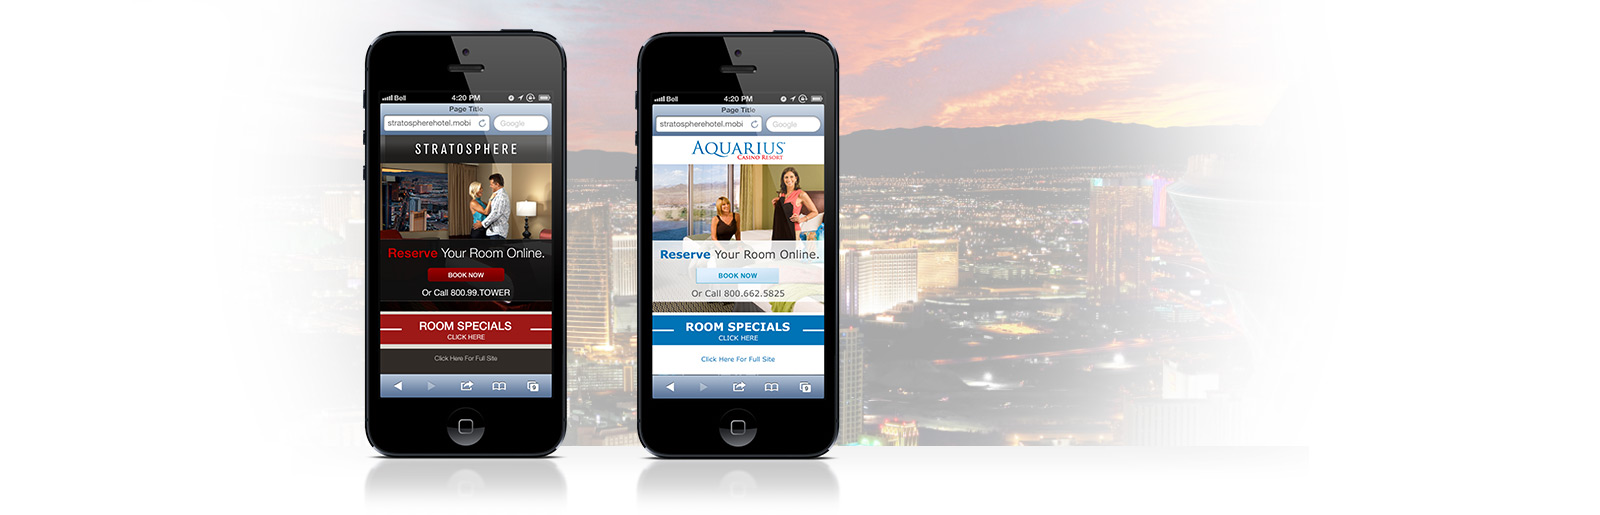 Bell 4:20 PM
Page Title
stratospherehotel.mobi Google
STRATOSPHERE
Reserve Your Room Online.
BOOK NOW
Or Call 800.99.TOWER
ROOM SPECIALS
CLICK HERE
Click Here For Full Site
Bell 4:20 PM
Page Title
stratospherehotel.mobi Google
AQUARIUS
CASINO RESORT
Reserve Your Room Online.
BOOK NOW
Or Call 800.662.5825
ROOM SPECIALS
CLICK HERE
Click Here For Full Site